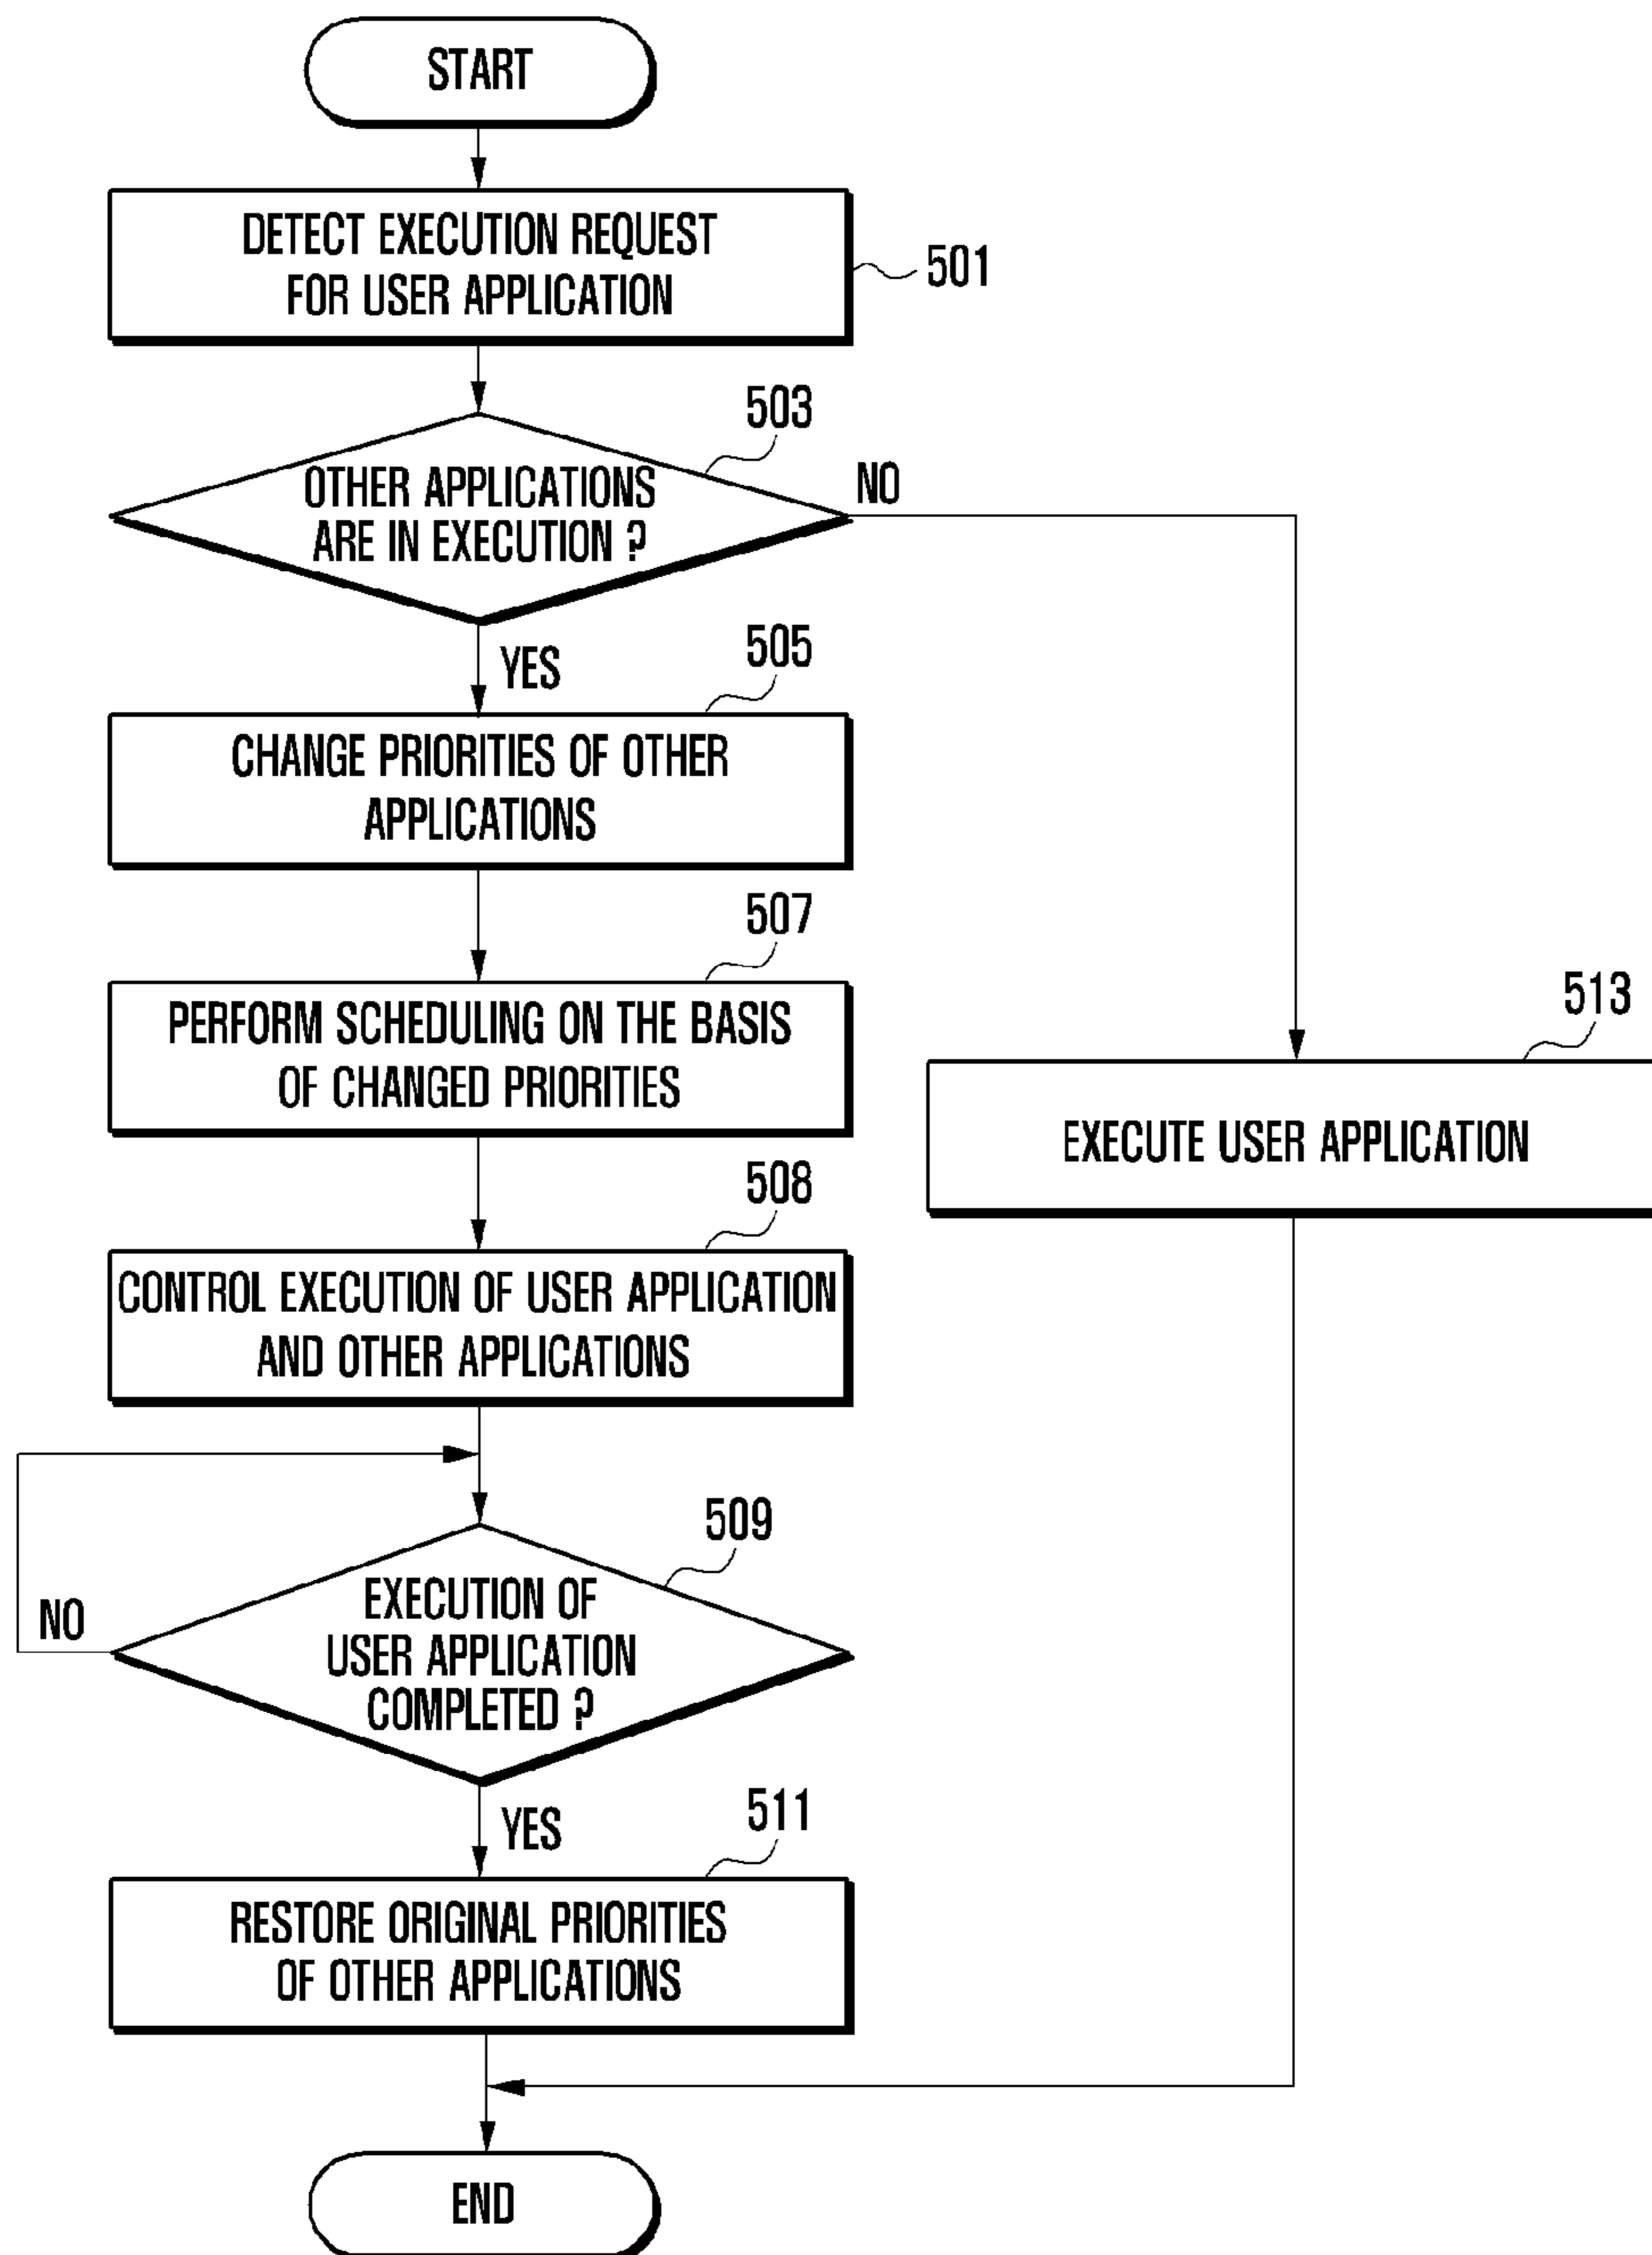 START
DETECT EXECUTION REQUEST
FOR USER APPLICATION
501
503
OTHER APPLICATIONS
ARE IN EXECUTION ?
NO
YES
505
CHANGE PRIORITIES OF OTHER
APPLICATIONS
507
PERFORM SCHEDULING ON THE BASIS
OF CHANGED PRIORITIES
513
EXECUTE USER APPLICATION
508
CONTROL EXECUTION OF USER APPLICATION
AND OTHER APPLICATIONS
509
EXECUTION OF
USER APPLICATION
COMPLETED ?
NO
YES
511
RESTORE ORIGINAL PRIORITIES
OF OTHER APPLICATIONS
END